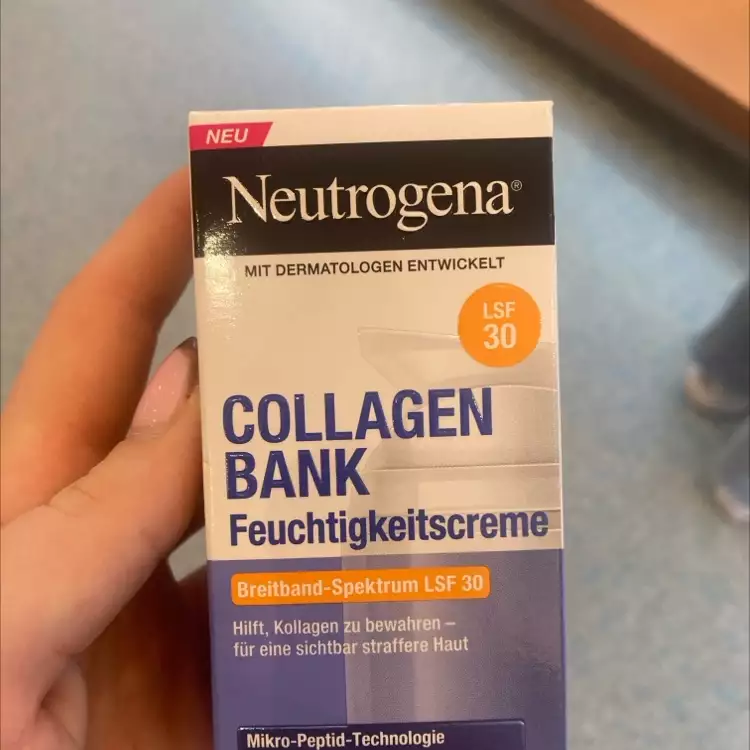 NEU
Neutrogena®
MIT DERMATOLOGEN ENTWICKELT
LSF
30
COLLAGEN
BANK
Feuchtigkeitscreme
Breitband-Spektrum LSF 30
Hilft, Kollagen zu bewahren –
für eine sichtbar straffere Haut
Mikro-Peptid-Technologie